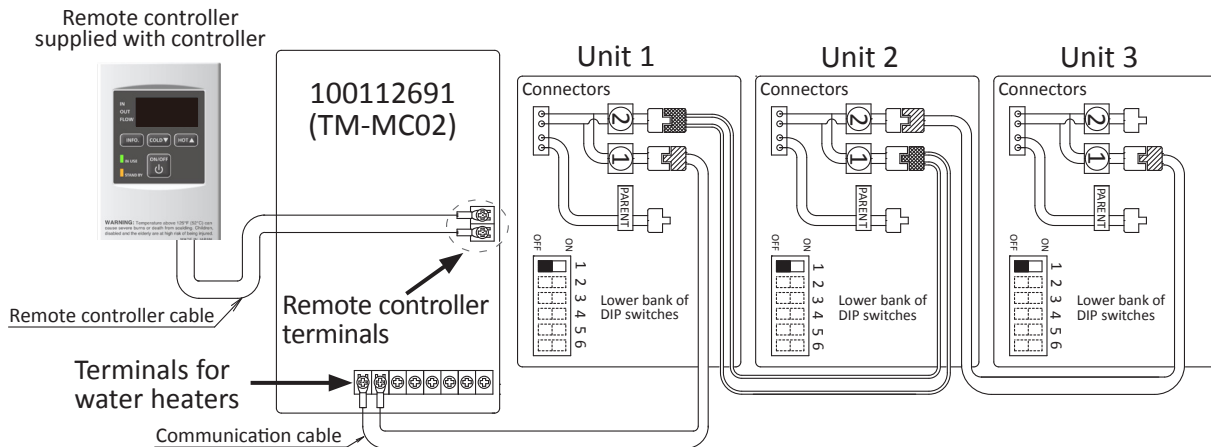 Remote controller
supplied with controller
IN
OUT
FLOW
INFO.
COLD▼
HOT▲
IN USE
STAND BY
ON/OFF
WARNING: Temperature above 125°F (52°C) can
cause severe burns or death from scalding. Children,
disabled and the elderly are at high risk of being injured.
100112691
(TM-MC02)
Remote controller
terminals
Remote controller cable
Terminals for
water heaters
Communication cable
Unit 1
Connectors
2
1
PARENT
OFF
ON
1
2
3
4
5
6
Lower bank of
DIP switches
Unit 2
Connectors
2
1
PARENT
OFF
ON
1
2
3
4
5
6
Lower bank of
DIP switches
Unit 3
Connectors
2
1
PARENT
OFF
ON
1
2
3
4
5
6
Lower bank of
DIP switches